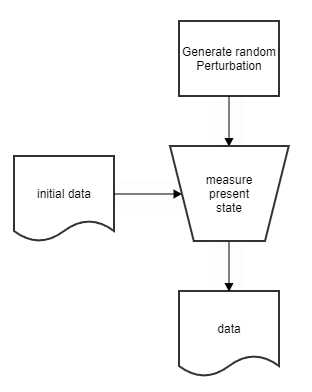 Generate random
Perturbation
initial data
measure
present
state
data